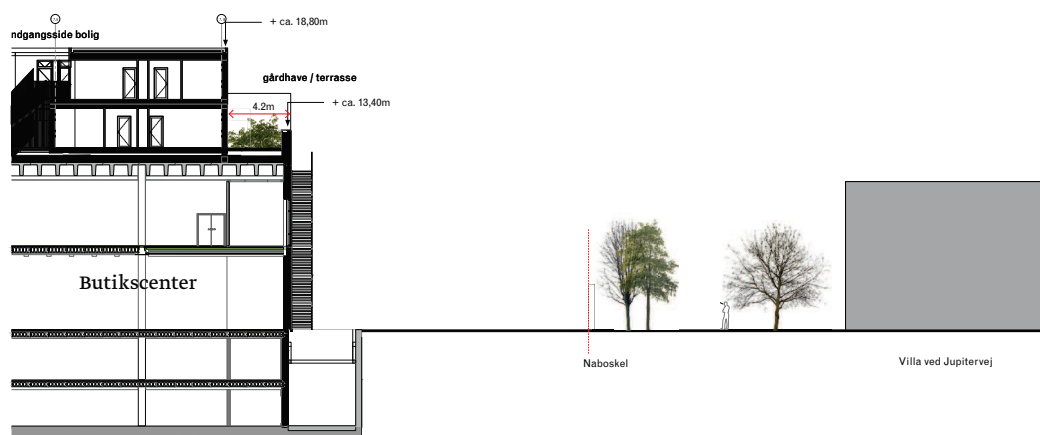 + ca. 18,80m
ndgangsside bolig
gårdhave / terrasse
4.2m
+ ca. 13,40m
Butikscenter
Naboskel
Villa ved Jupitervej